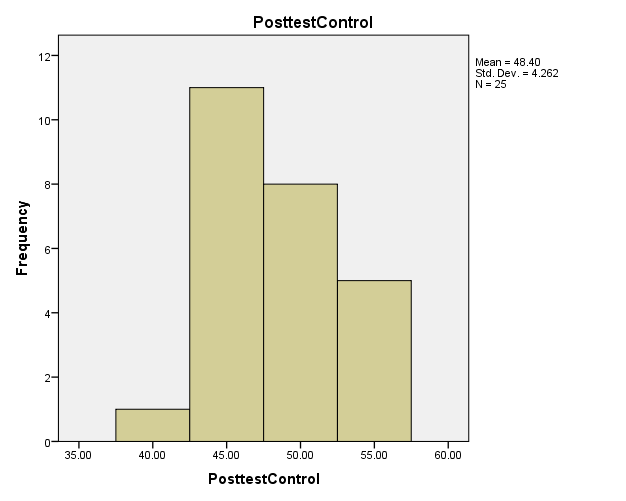 PosttestControl
Mean = 48.40
Std. Dev. = 4.262
N = 25
12
10
8
6
4
2
0
Frequency
35.00 40.00 45.00 50.00 55.00 60.00
PosttestControl